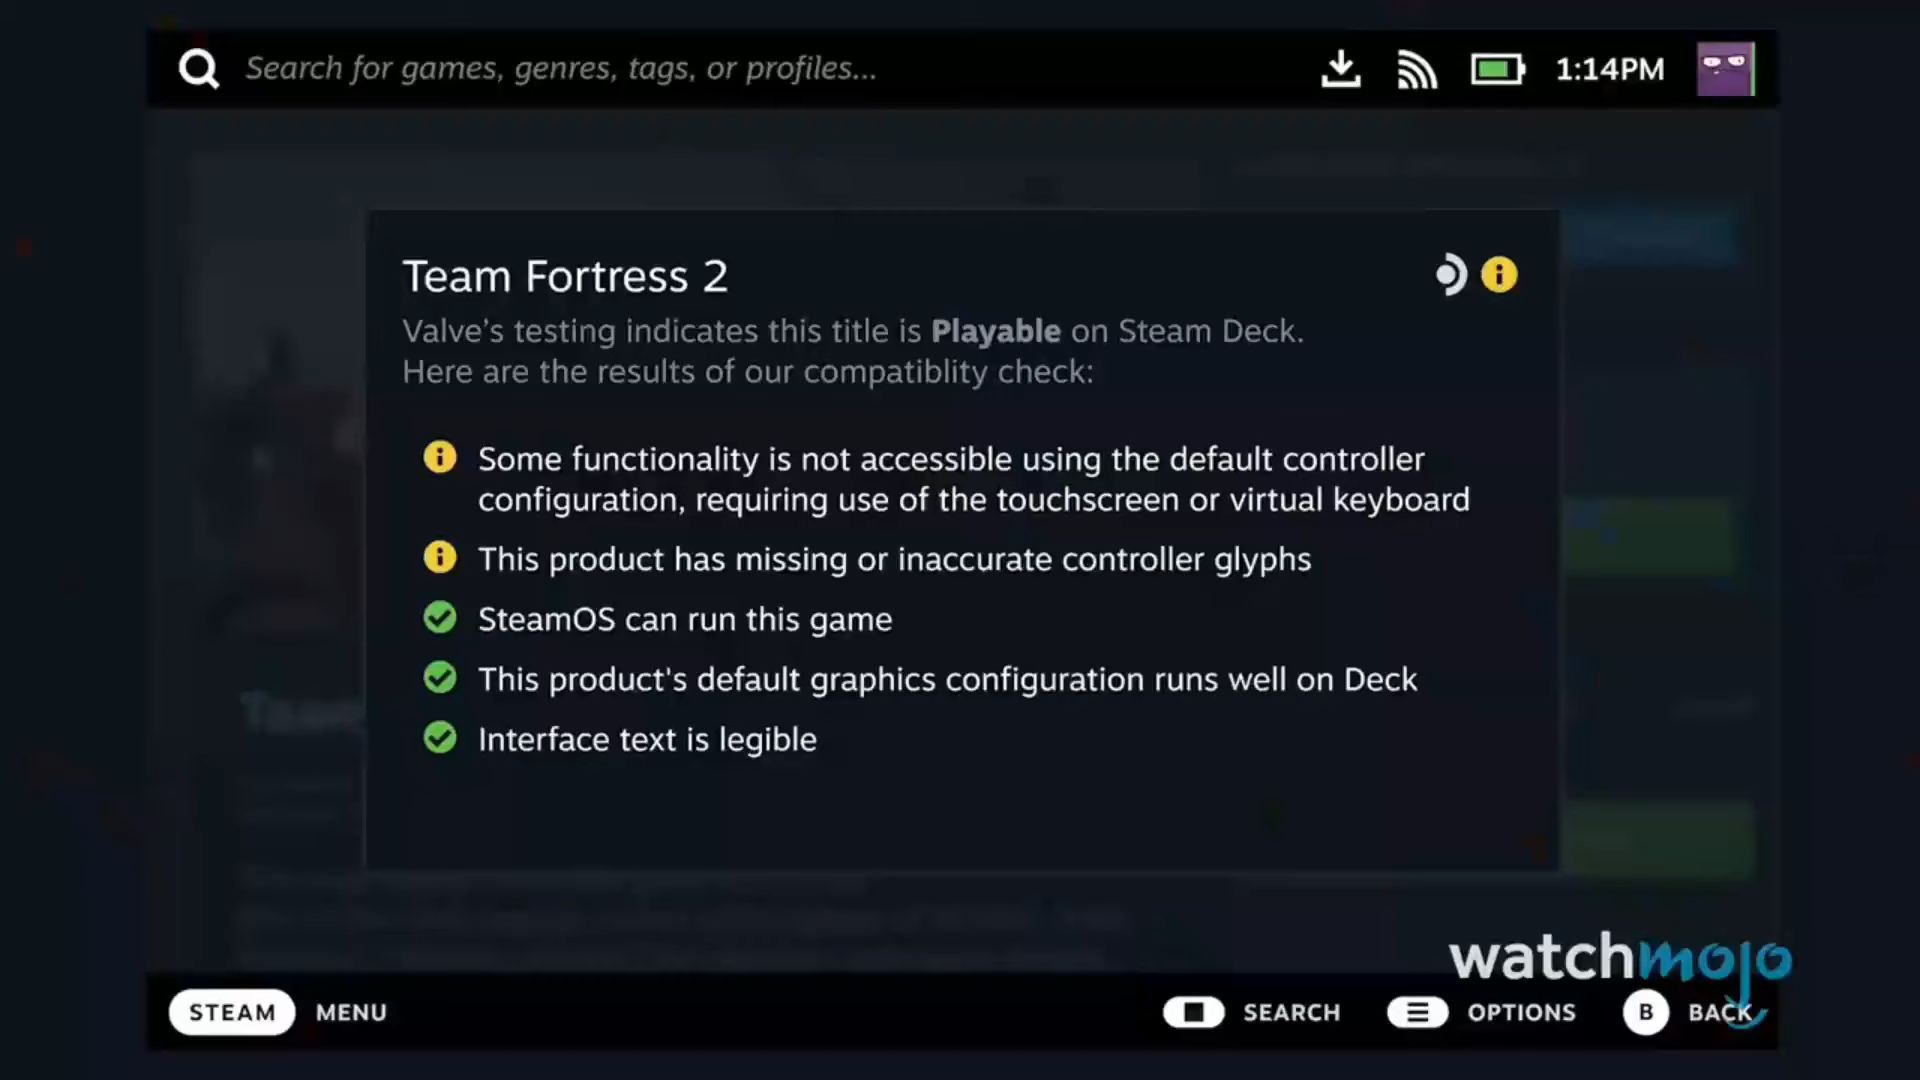 Search for games, genres, tags, or profiles...
1:14PM
Team Fortress 2
Valve's testing indicates this title is Playable on Steam Deck.
Here are the results of our compatiblity check:
Some functionality is not accessible using the default controller
configuration, requiring use of the touchscreen or virtual keyboard
This product has missing or inaccurate controller glyphs
SteamOS can run this game
This product's default graphics configuration runs well on Deck
Interface text is legible
watchmojo
STEAM MENU
SEARCH
OPTIONS
B BACK